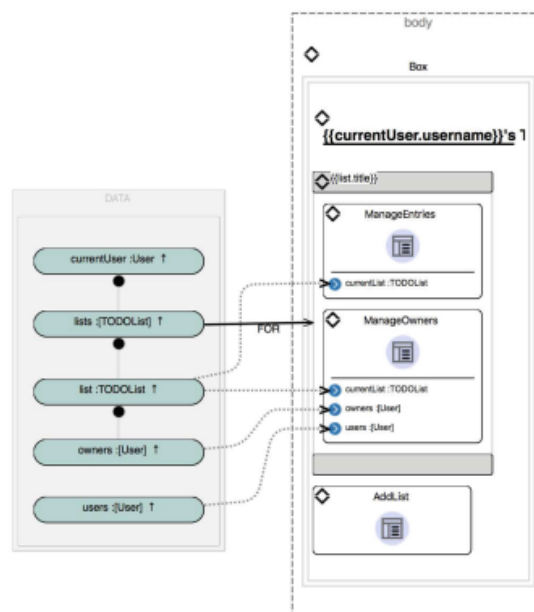 body
Box
{{currentUser.username}}'s T
{{list.title}}
ManageEntries
currentList :TODOList
FOR
ManageOwners
currentList :TODOList
owners :[User]
users :[User]
AddList
DATA
currentUser :User ↑
lists :[TODOList] ↑
list :TODOList ↑
owners :[User] ↑
users :[User] ↑